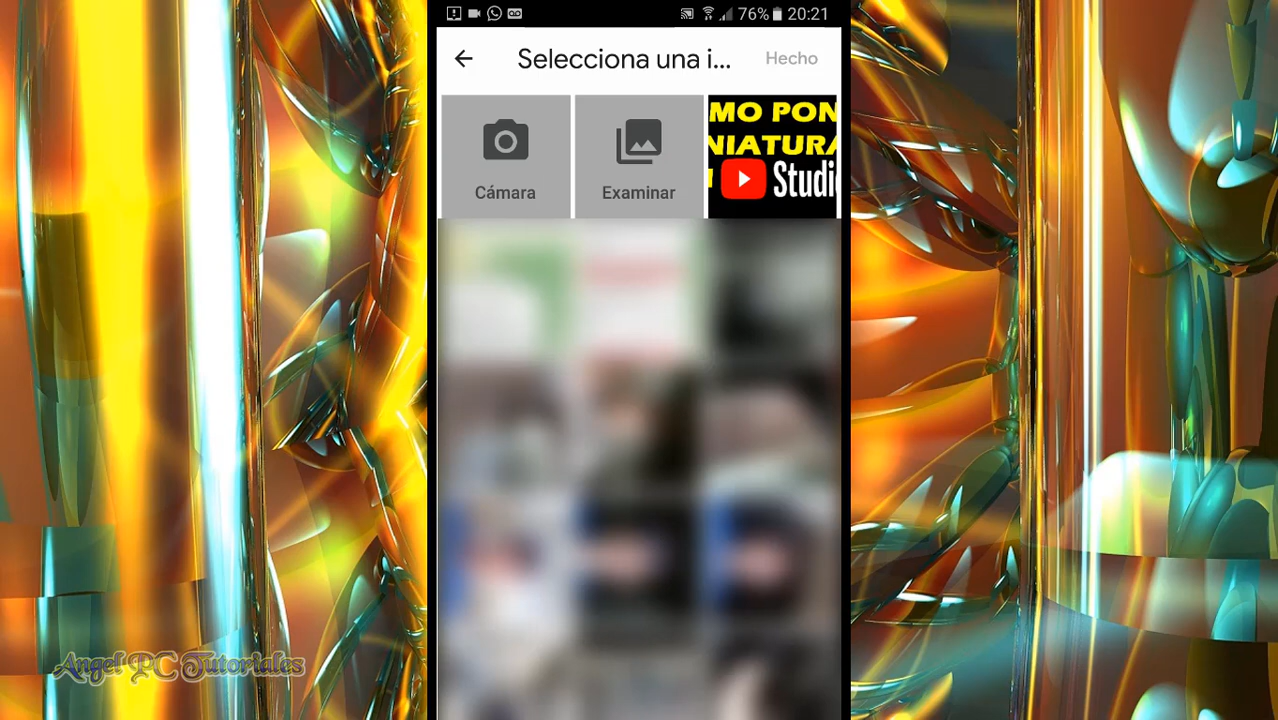 76% 20:21
Selecciona una i... Hecho
Cámara
Examinar
MO PON
NIATURA
Studi
Angel PC Tutoriales